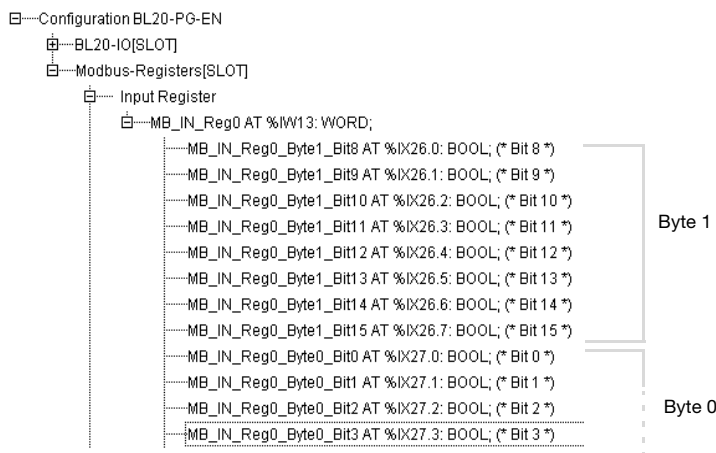 Configuration BL20-PG-EN
BL20-IO[SLOT]
Modbus-Registers[SLOT]
Input Register
MB_IN_Reg0 AT %IW13: WORD;
MB_IN_Reg0_Byte1_Bit8 AT %IX26.0: BOOL; (* Bit 8 *)
MB_IN_Reg0_Byte1_Bit9 AT %IX26.1: BOOL; (* Bit 9 *)
MB_IN_Reg0_Byte1_Bit10 AT %IX26.2: BOOL; (* Bit 10 *)
MB_IN_Reg0_Byte1_Bit11 AT %IX26.3: BOOL; (* Bit 11 *)
Byte 1
MB_IN_Reg0_Byte1_Bit12 AT %IX26.4: BOOL; (* Bit 12 *)
MB_IN_Reg0_Byte1_Bit13 AT %IX26.5: BOOL; (* Bit 13 *)
MB_IN_Reg0_Byte1_Bit14 AT %IX26.6: BOOL; (* Bit 14 *)
MB_IN_Reg0_Byte1_Bit15 AT %IX26.7: BOOL; (* Bit 15 *)
MB_IN_Reg0_Byte0_Bit0 AT %IX27.0: BOOL; (* Bit 0 *)
MB_IN_Reg0_Byte0_Bit1 AT %IX27.1: BOOL; (* Bit 1 *)
MB_IN_Reg0_Byte0_Bit2 AT %IX27.2: BOOL; (* Bit 2 *)
Byte 0
MB_IN_Reg0_Byte0_Bit3 AT %IX27.3: BOOL; (* Bit 3 *)